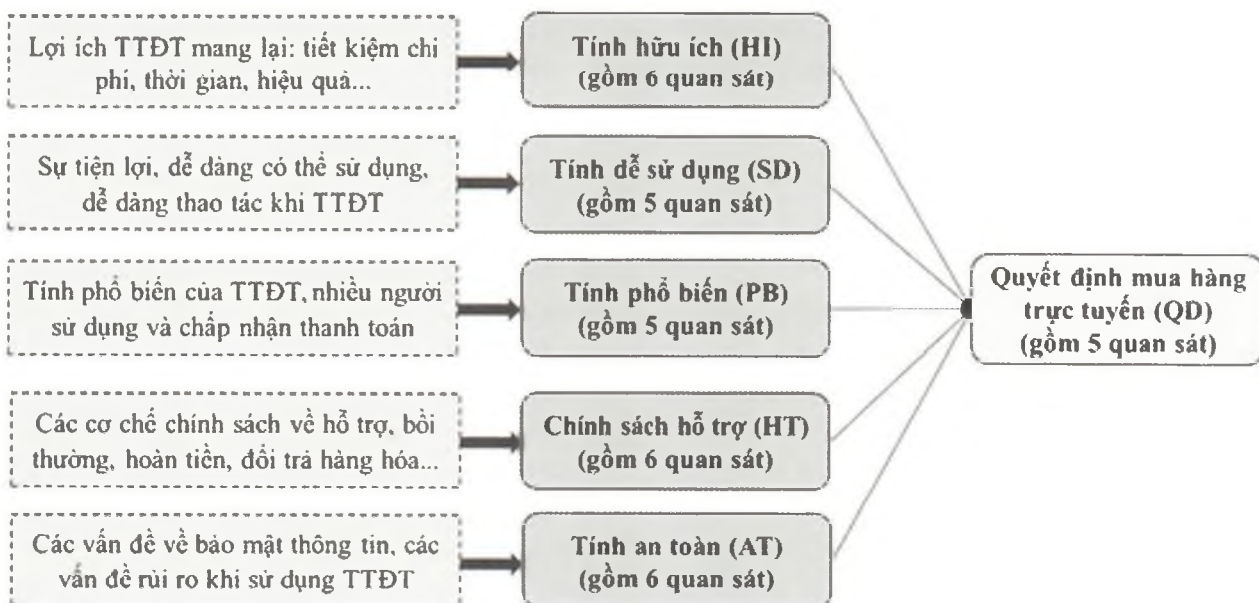 Lợi ích TTĐT mang lại: tiết kiệm chi
phí, thời gian, hiệu quả...
Tính hữu ích (HI)
(gồm 6 quan sát)
Sự tiện lợi, dễ dàng có thể sử dụng,
dễ dàng thao tác khi TTĐT
Tính dễ sử dụng (SD)
(gồm 5 quan sát)
Tính phổ biến của TTĐT, nhiều người
sử dụng và chấp nhận thanh toán
Tính phổ biến (PB)
(gồm 5 quan sát)
Quyết định mua hàng
trực tuyến (QD)
(gồm 5 quan sát)
Các cơ chế chính sách về hỗ trợ, bồi
thường, hoàn tiền, đổi trả hàng hóa...
Chính sách hỗ trợ (HT)
(gồm 6 quan sát)
Các vấn đề về bảo mật thông tin, các
vấn đề rủi ro khi sử dụng TTĐT
Tính an toàn (AT)
(gồm 6 quan sát)